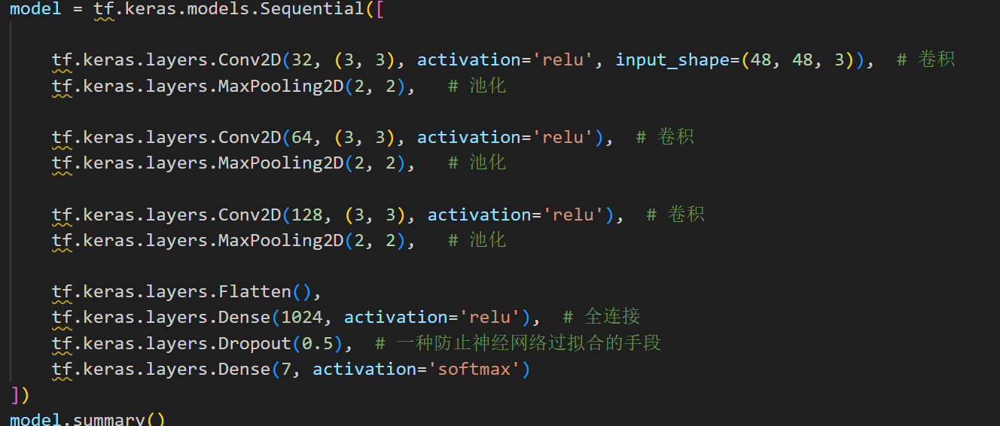 model = tf.keras.models.Sequential([
tf.keras.layers.Conv2D(32, (3, 3), activation='relu', input_shape=(48, 48, 3)),  # 卷积
tf.keras.layers.MaxPooling2D(2, 2),   # 池化
tf.keras.layers.Conv2D(64, (3, 3), activation='relu'),  # 卷积
tf.keras.layers.MaxPooling2D(2, 2),   # 池化
tf.keras.layers.Conv2D(128, (3, 3), activation='relu'),  # 卷积
tf.keras.layers.MaxPooling2D(2, 2),   # 池化
tf.keras.layers.Flatten(),
tf.keras.layers.Dense(1024, activation='relu'),  # 全连接
tf.keras.layers.Dropout(0.5),  # 一种防止神经网络过拟合的手段
tf.keras.layers.Dense(7, activation='softmax')
])
model.summary()